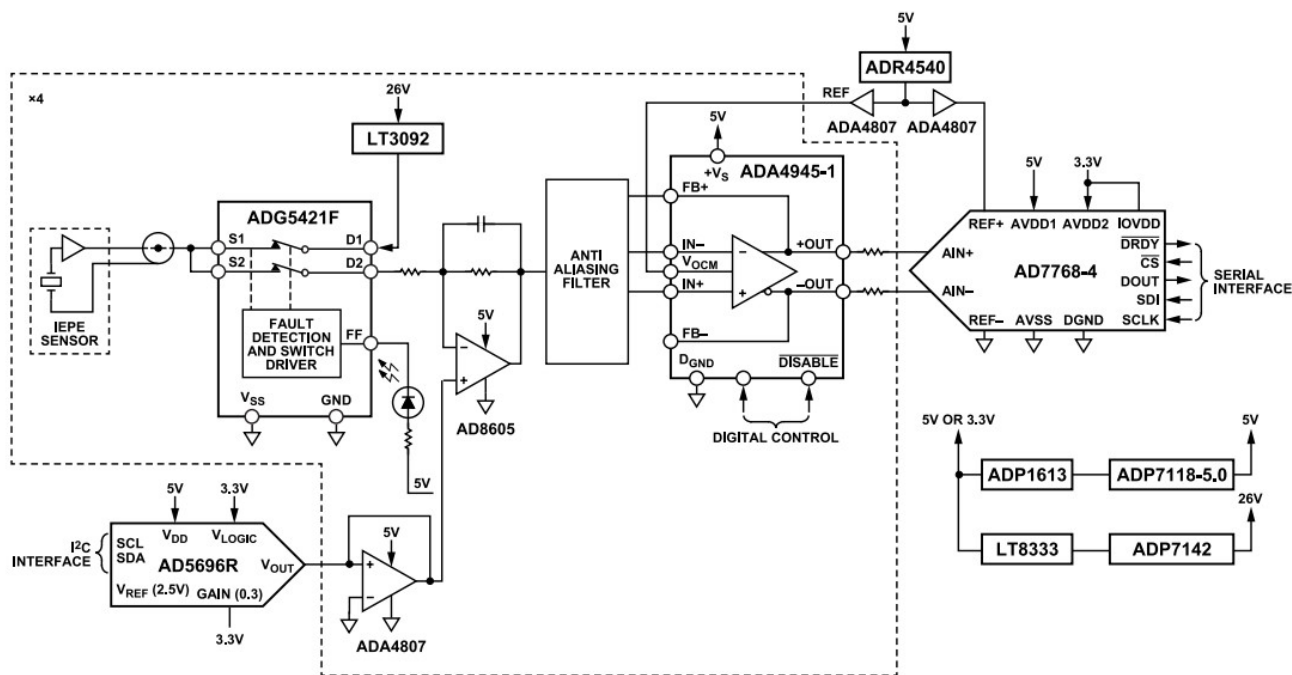 ×4
5V
ADR4540
REF
ADA4807 ADA4807
26V
LT3092
ADG5421F
S1
D1
S2
D2
FAULT
DETECTION
AND SWITCH
DRIVER
FF
VSS
GND
IEPE
SENSOR
5V
5V
AD8605
ANTI
ALIASING
FILTER
5V
+VS
ADA4945-1
FB+
IN–
+OUT
VOCM
IN+
–OUT
FB–
DGND
DISABLE
DIGITAL CONTROL
5V
3.3V
REF+ AVDD1 AVDD2 IOVDD
DRDY
AIN+
CS
AD7768-4
DOUT
AIN–
SDI
REF– AVSS DGND SCLK
SERIAL
INTERFACE
5V OR 3.3V
5V
ADP1613
ADP7118-5.0
26V
LT8333
ADP7142
5V
3.3V
I2C
INTERFACE
SCL
SDA
VDD
VLOGIC
AD5696R
VOUT
VREF (2.5V)
GAIN (0.3)
3.3V
5V
ADA4807